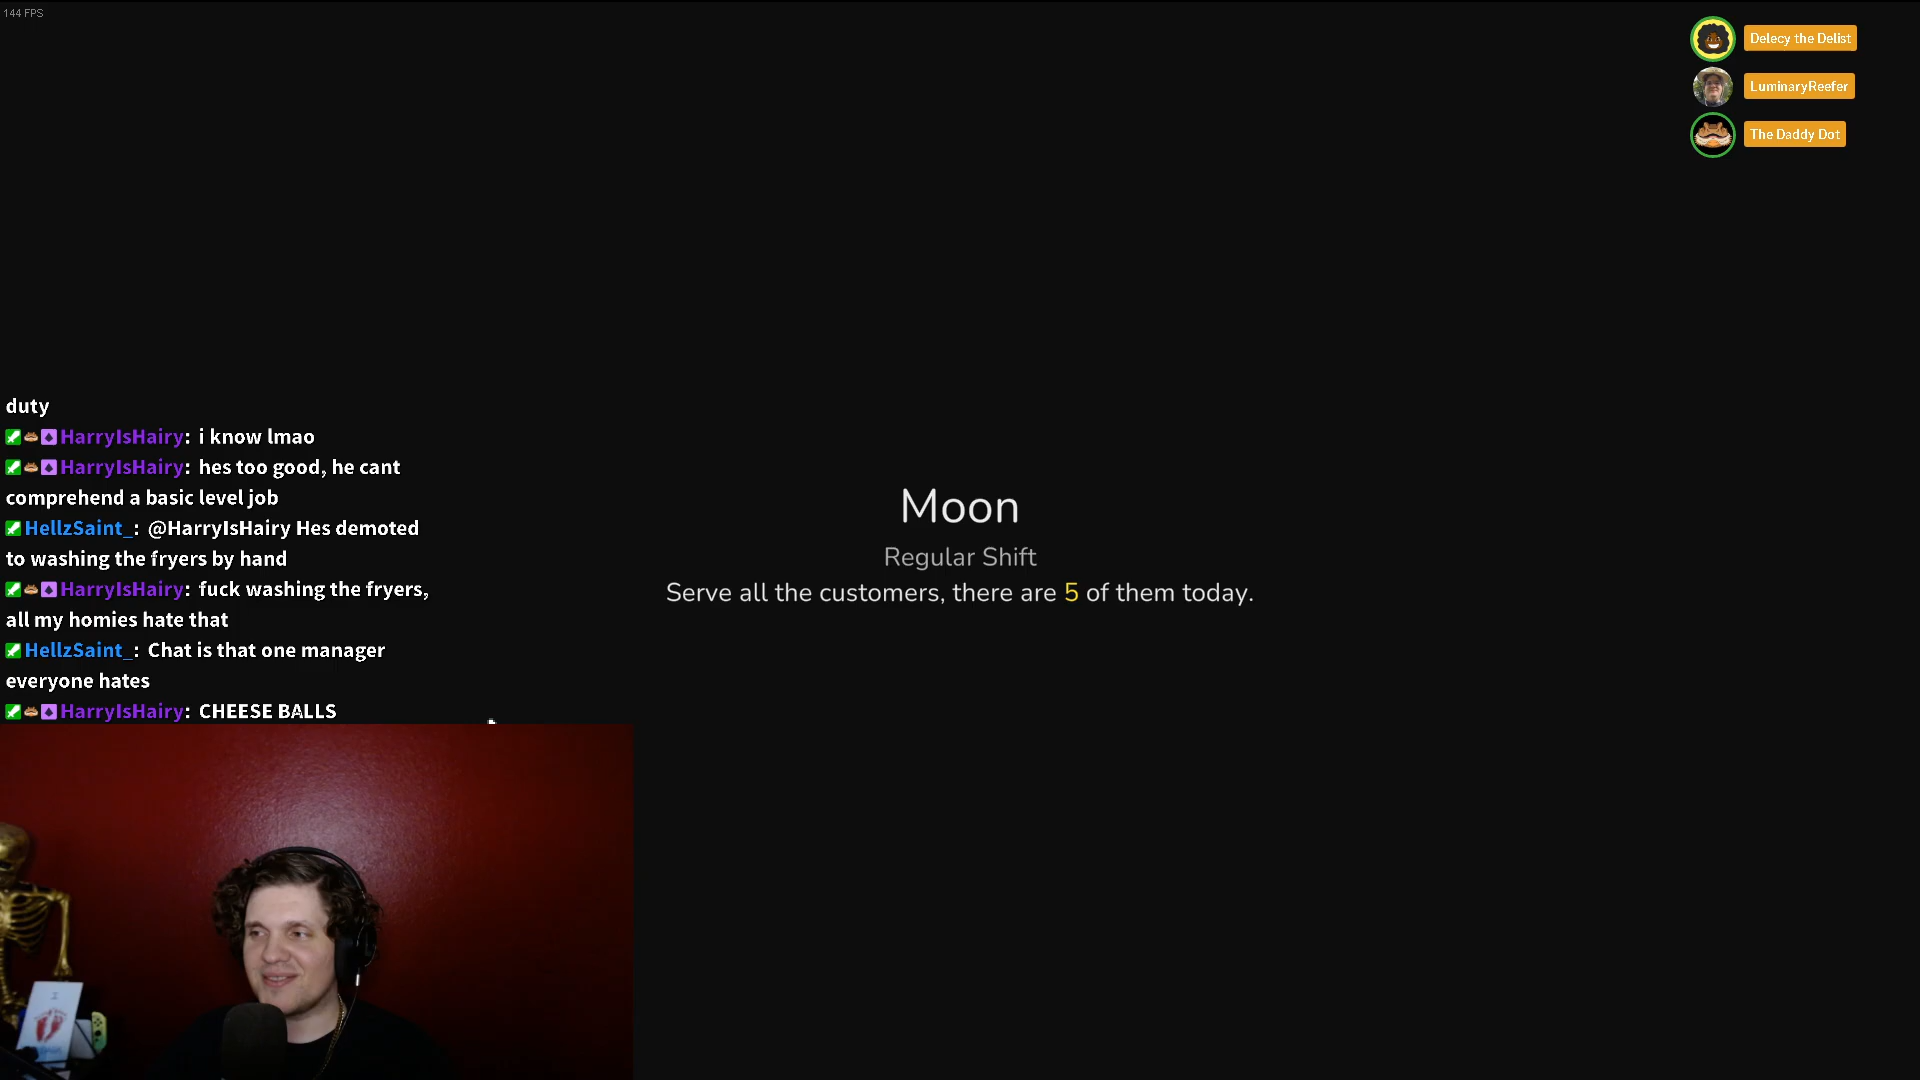 144 FPS
Delecy the Delist
LuminaryReefer
The Daddy Dot
duty
HarryIsHairy: i know lmao
HarryIsHairy: hes too good, he cant
comprehend a basic level job
HellzSaint_: @HarryIsHairy Hes demoted
to washing the fryers by hand
HarryIsHairy: fuck washing the fryers,
all my homies hate that
HellzSaint_: Chat is that one manager
everyone hates
HarryIsHairy: CHEESE BALLS
Moon
Regular Shift
Serve all the customers, there are 5 of them today.